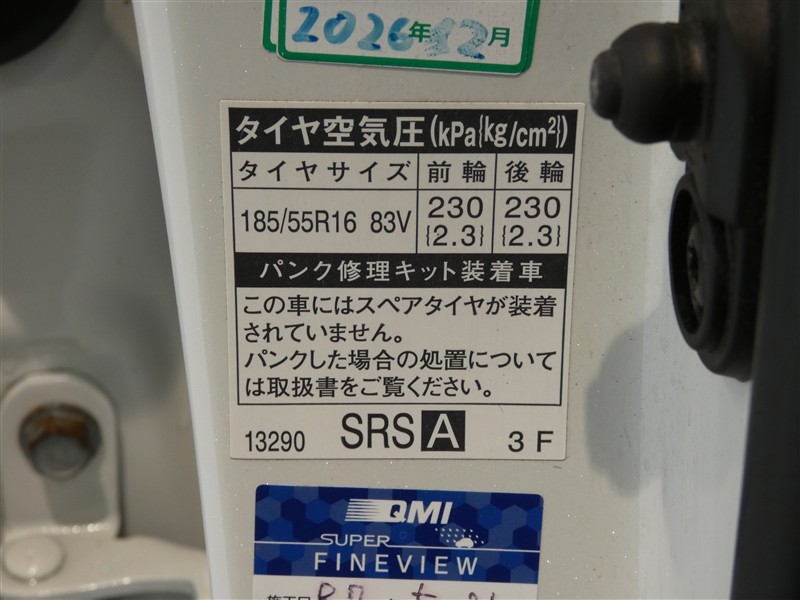 2026年12月
タイヤ空気圧(kPa{kg/cm²})
タイヤサイズ 前輪 後輪
185/55R16 83V 230 {2.3} 230 {2.3}
パンク修理キット装着車
この車にはスペアタイヤが装着
されていません。
パンクした場合の処置について
は取扱書をご覧ください。
13290 SRS A 3F
QMI
SUPER
FINEVIEW
施工日